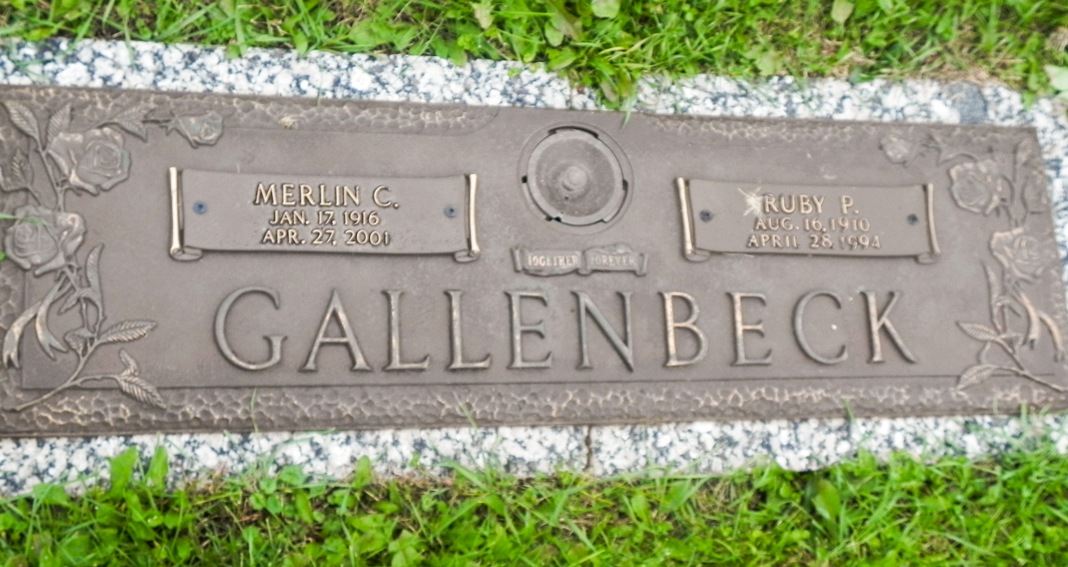 MERLIN C.
JAN. 17, 1916
APR. 27, 2001
RUBY P.
AUG. 16, 1910
APRIL 28, 1994
TOGETHER FOREVER
GALLENBECK